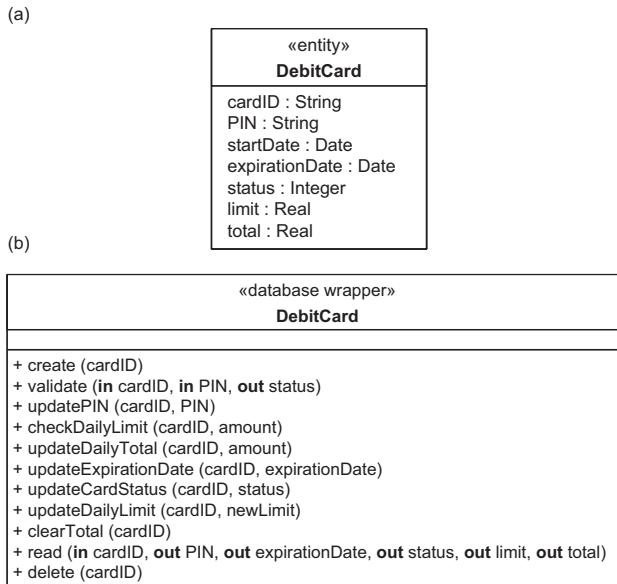 (a)
«entity»
DebitCard
cardID : String
PIN : String
startDate : Date
expirationDate : Date
status : Integer
limit : Real
total : Real
(b)
«database wrapper»
DebitCard
+ create (cardID)
+ validate (in cardID, in PIN, out status)
+ updatePIN (cardID, PIN)
+ checkDailyLimit (cardID, amount)
+ updateDailyTotal (cardID, amount)
+ updateExpirationDate (cardID, expirationDate)
+ updateCardStatus (cardID, status)
+ updateDailyLimit (cardID, newLimit)
+ clearTotal (cardID)
+ read (in cardID, out PIN, out expirationDate, out status, out limit, out total)
+ delete (cardID)